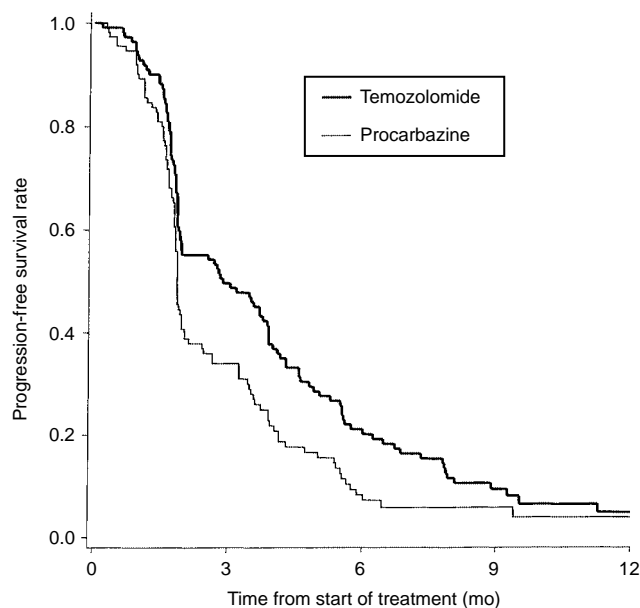 1.0
0.8
0.6
0.4
0.2
0.0
Progression-free survival rate
Temozolomide
Procarbazine
0 3 6 9 12
Time from start of treatment (mo)